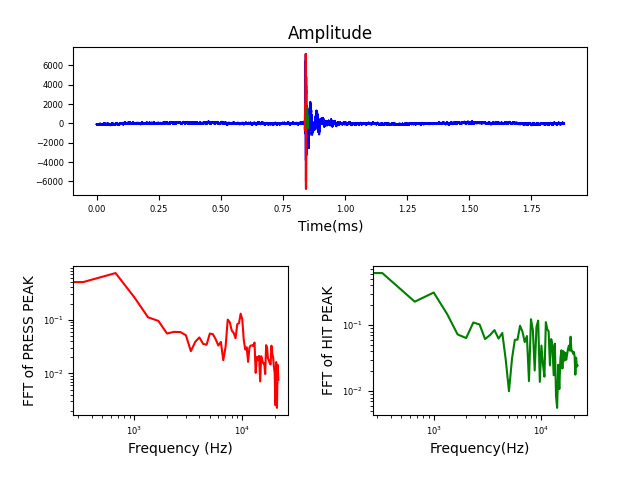 Amplitude
6000
4000
2000
0
−2000
−4000
−6000
0.00 0.25 0.50 0.75 1.00 1.25 1.50 1.75
Time(ms)
FFT of PRESS PEAK
10⁻¹
10⁻²
10³ 10⁴
Frequency (Hz)
FFT of HIT PEAK
10⁻¹
10⁻²
10³ 10⁴
Frequency(Hz)